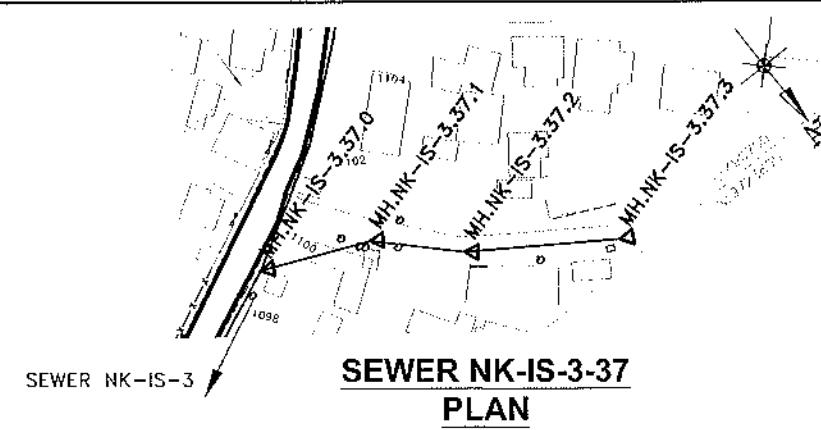 1104
1102
MH.NK-IS-3.37.0
MH.NK-IS-3.37.1
MH.NK-IS-3.37.2
MH.NK-IS-3.37.3
1100
1098
SEWER NK-IS-3
SEWER NK-IS-3-37
PLAN